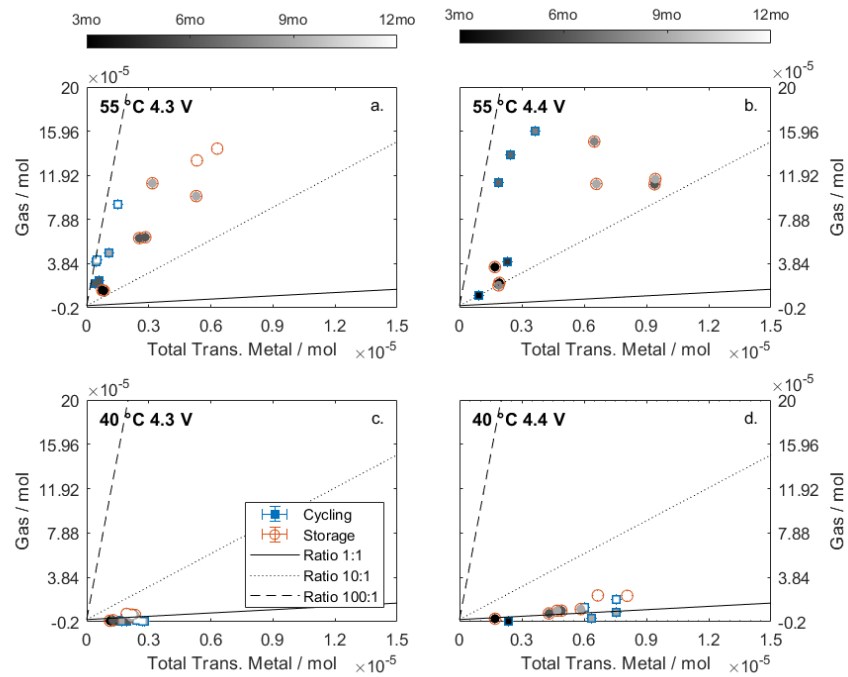 3mo 6mo 9mo 12mo
3mo 6mo 9mo 12mo
×10⁻⁵
20
15.96
11.92
7.88
3.84
-0.2
Gas / mol
55 °C 4.3 V
a.
0 0.3 0.6 0.9 1.2 1.5
Total Trans. Metal / mol
×10⁻⁵
×10⁻⁵
20
15.96
11.92
7.88
3.84
-0.2
Gas / mol
55 °C 4.4 V
b.
0 0.3 0.6 0.9 1.2 1.5
Total Trans. Metal / mol
×10⁻⁵
×10⁻⁵
20
15.96
11.92
7.88
3.84
-0.2
Gas / mol
40 °C 4.3 V
c.
Cycling
Storage
Ratio 1:1
Ratio 10:1
Ratio 100:1
0 0.3 0.6 0.9 1.2 1.5
Total Trans. Metal / mol
×10⁻⁵
×10⁻⁵
20
15.96
11.92
7.88
3.84
-0.2
Gas / mol
40 °C 4.4 V
d.
0 0.3 0.6 0.9 1.2 1.5
Total Trans. Metal / mol
×10⁻⁵